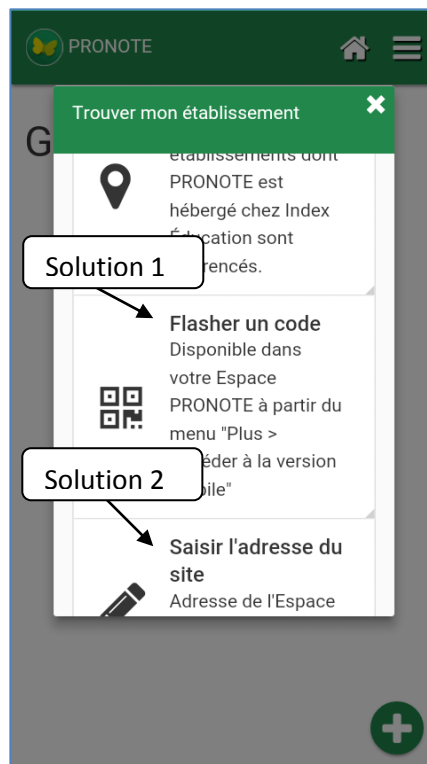 PRONOTE
Trouver mon établissement
G
établissements dont
PRONOTE est
hébergé chez Index
Éducation sont
rencés.
Solution 1
Flasher un code
Disponible dans
votre Espace
PRONOTE à partir du
menu "Plus >
éder à la version
bile"
Solution 2
Saisir l'adresse du
site
Adresse de l'Espace